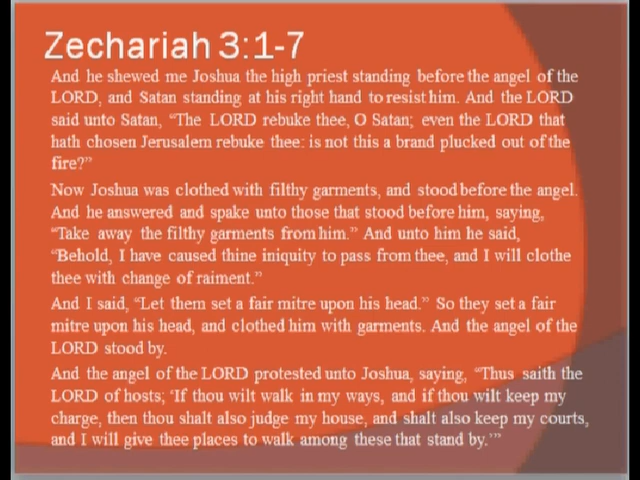 Zechariah 3:1-7
And he shewed me Joshua the high priest standing before the angel of the
LORD, and Satan standing at his right hand to resist him. And the LORD
said unto Satan, “The LORD rebuke thee, O Satan; even the LORD that
hath chosen Jerusalem rebuke thee: is not this a brand plucked out of the
fire?”
Now Joshua was clothed with filthy garments, and stood before the angel.
And he answered and spake unto those that stood before him, saying,
“Take away the filthy garments from him.” And unto him he said,
“Behold, I have caused thine iniquity to pass from thee, and I will clothe
thee with change of raiment.”
And I said, “Let them set a fair mitre upon his head.” So they set a fair
mitre upon his head, and clothed him with garments. And the angel of the
LORD stood by.
And the angel of the LORD protested unto Joshua, saying, “Thus saith the
LORD of hosts; ‘If thou wilt walk in my ways, and if thou wilt keep my
charge, then thou shalt also judge my house, and shalt also keep my courts,
and I will give thee places to walk among these that stand by.’”